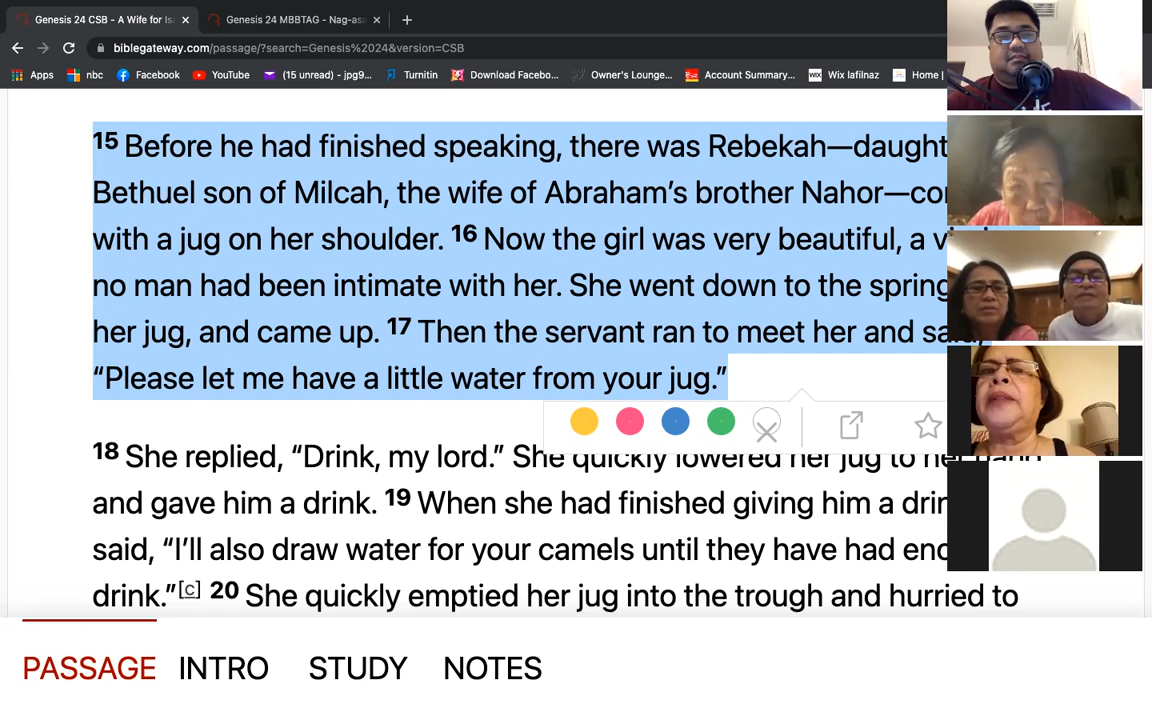 Genesis 24 CSB - A Wife for Isa
Genesis 24 MBBTAG - Nag-asa
biblegateway.com/passage/?search=Genesis%2024&version=CSB
Apps nbc Facebook YouTube (15 unread) - jpg9... Turnitin Download Facebo... Owner's Lounge... Account Summary... Wix lafilnaz Home |
15 Before he had finished speaking, there was Rebekah—daught
Bethuel son of Milcah, the wife of Abraham’s brother Nahor—co
with a jug on her shoulder. 16 Now the girl was very beautiful, a
no man had been intimate with her. She went down to the spring
her jug, and came up. 17 Then the servant ran to meet her and sa
“Please let me have a little water from your jug.”
18 She replied, “Drink, my lord.” She quickly lowered her jug to her hand
and gave him a drink. 19 When she had finished giving him a drin
said, “I’ll also draw water for your camels until they have had eno
drink.”[c] 20 She quickly emptied her jug into the trough and hurried to
PASSAGE INTRO STUDY NOTES